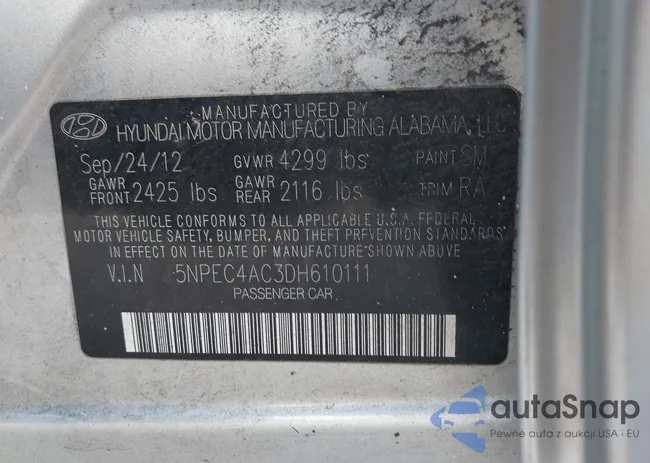 MANUFACTURED BY
HYUNDAI MOTOR MANUFACTURING ALABAMA, LLC
Sep/24/12 GVWR 4299 lbs PAINT SM
GAWR FRONT 2425 lbs GAWR REAR 2116 lbs TRIM RA
THIS VEHICLE CONFORMS TO ALL APPLICABLE U.S.A. FEDERAL
MOTOR VEHICLE SAFETY, BUMPER, AND THEFT PREVENTION
STANDARDS IN EFFECT ON THE DATE OF MANUFACTURE SHOWN ABOVE
V.I.N 5NPEC4AC3DH610111
PASSENGER CAR
autaSnap
Pewne auta z aukcji USA i EU